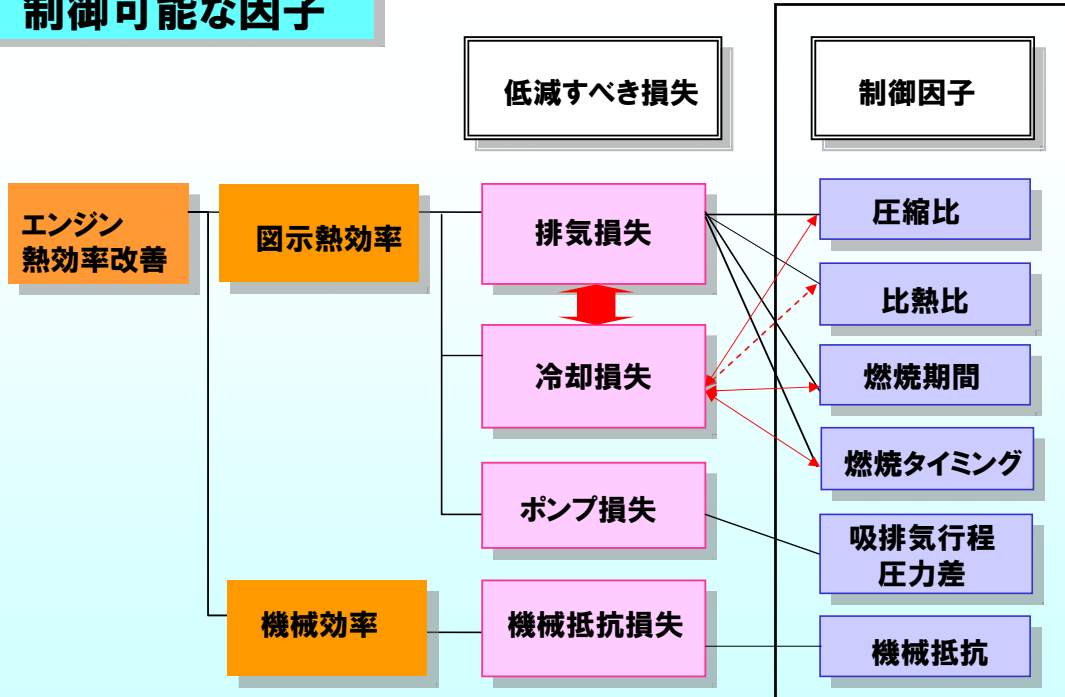 制御可能な因子
低減すべき損失
制御因子
エンジン
熱効率改善
図示熱効率
排気損失
圧縮比
比熱比
冷却損失
燃焼期間
燃焼タイミング
ポンプ損失
吸排気行程
圧力差
機械効率
機械抵抗損失
機械抵抗